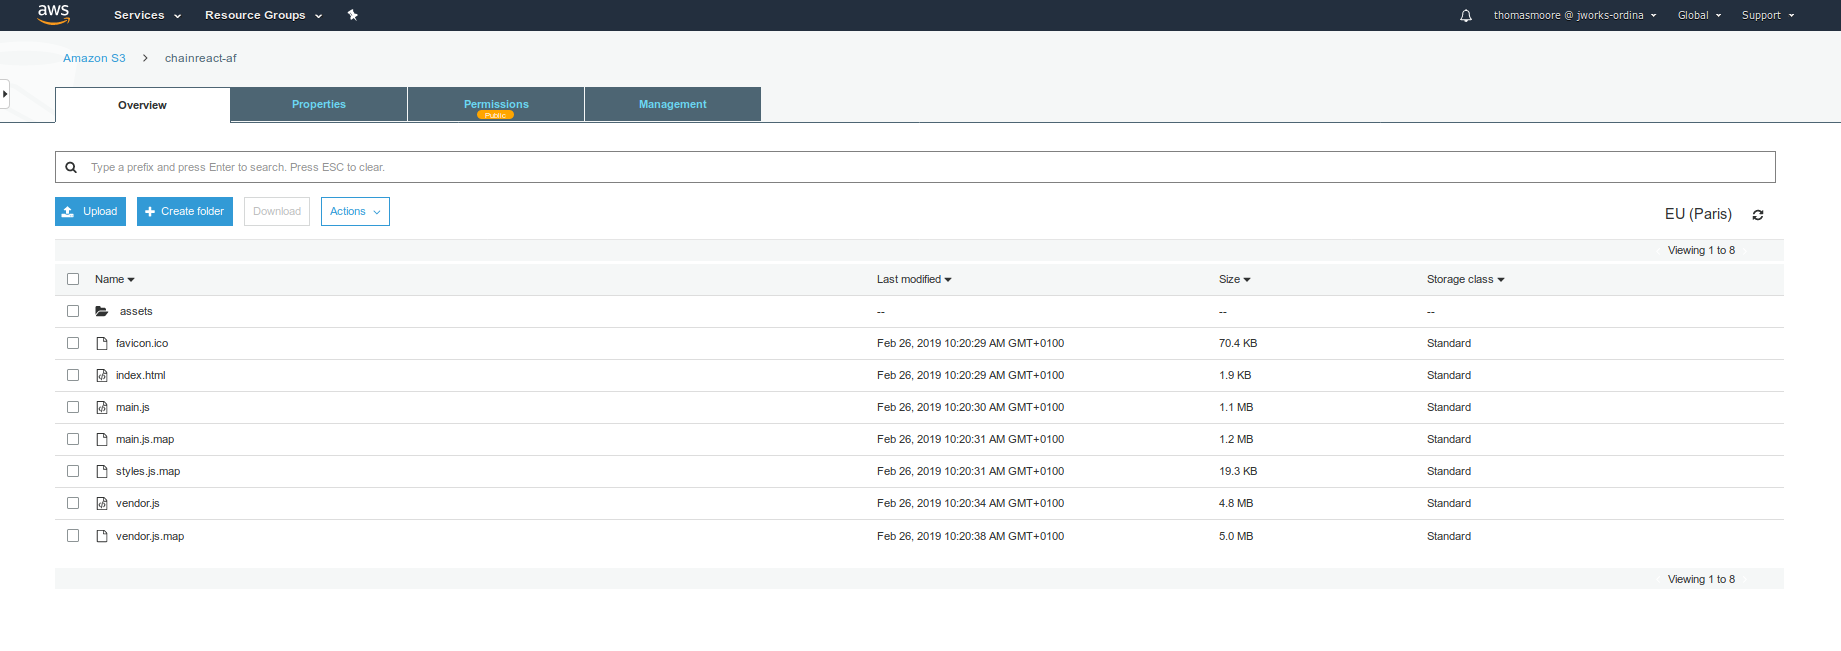 aws Services Resource Groups thomasmoore @ jworks-ordina Global Support
Amazon S3 > chainreact-af
Overview Properties Permissions Management
Public
Type a prefix and press Enter to search. Press ESC to clear.
Upload Create folder Download Actions EU (Paris)
Viewing 1 to 8
Name Last modified Size Storage class
assets -- -- --
favicon.ico Feb 26, 2019 10:20:29 AM GMT+0100 70.4 KB Standard
index.html Feb 26, 2019 10:20:29 AM GMT+0100 1.9 KB Standard
main.js Feb 26, 2019 10:20:30 AM GMT+0100 1.1 MB Standard
main.js.map Feb 26, 2019 10:20:31 AM GMT+0100 1.2 MB Standard
styles.js.map Feb 26, 2019 10:20:31 AM GMT+0100 19.3 KB Standard
vendor.js Feb 26, 2019 10:20:34 AM GMT+0100 4.8 MB Standard
vendor.js.map Feb 26, 2019 10:20:38 AM GMT+0100 5.0 MB Standard
Viewing 1 to 8